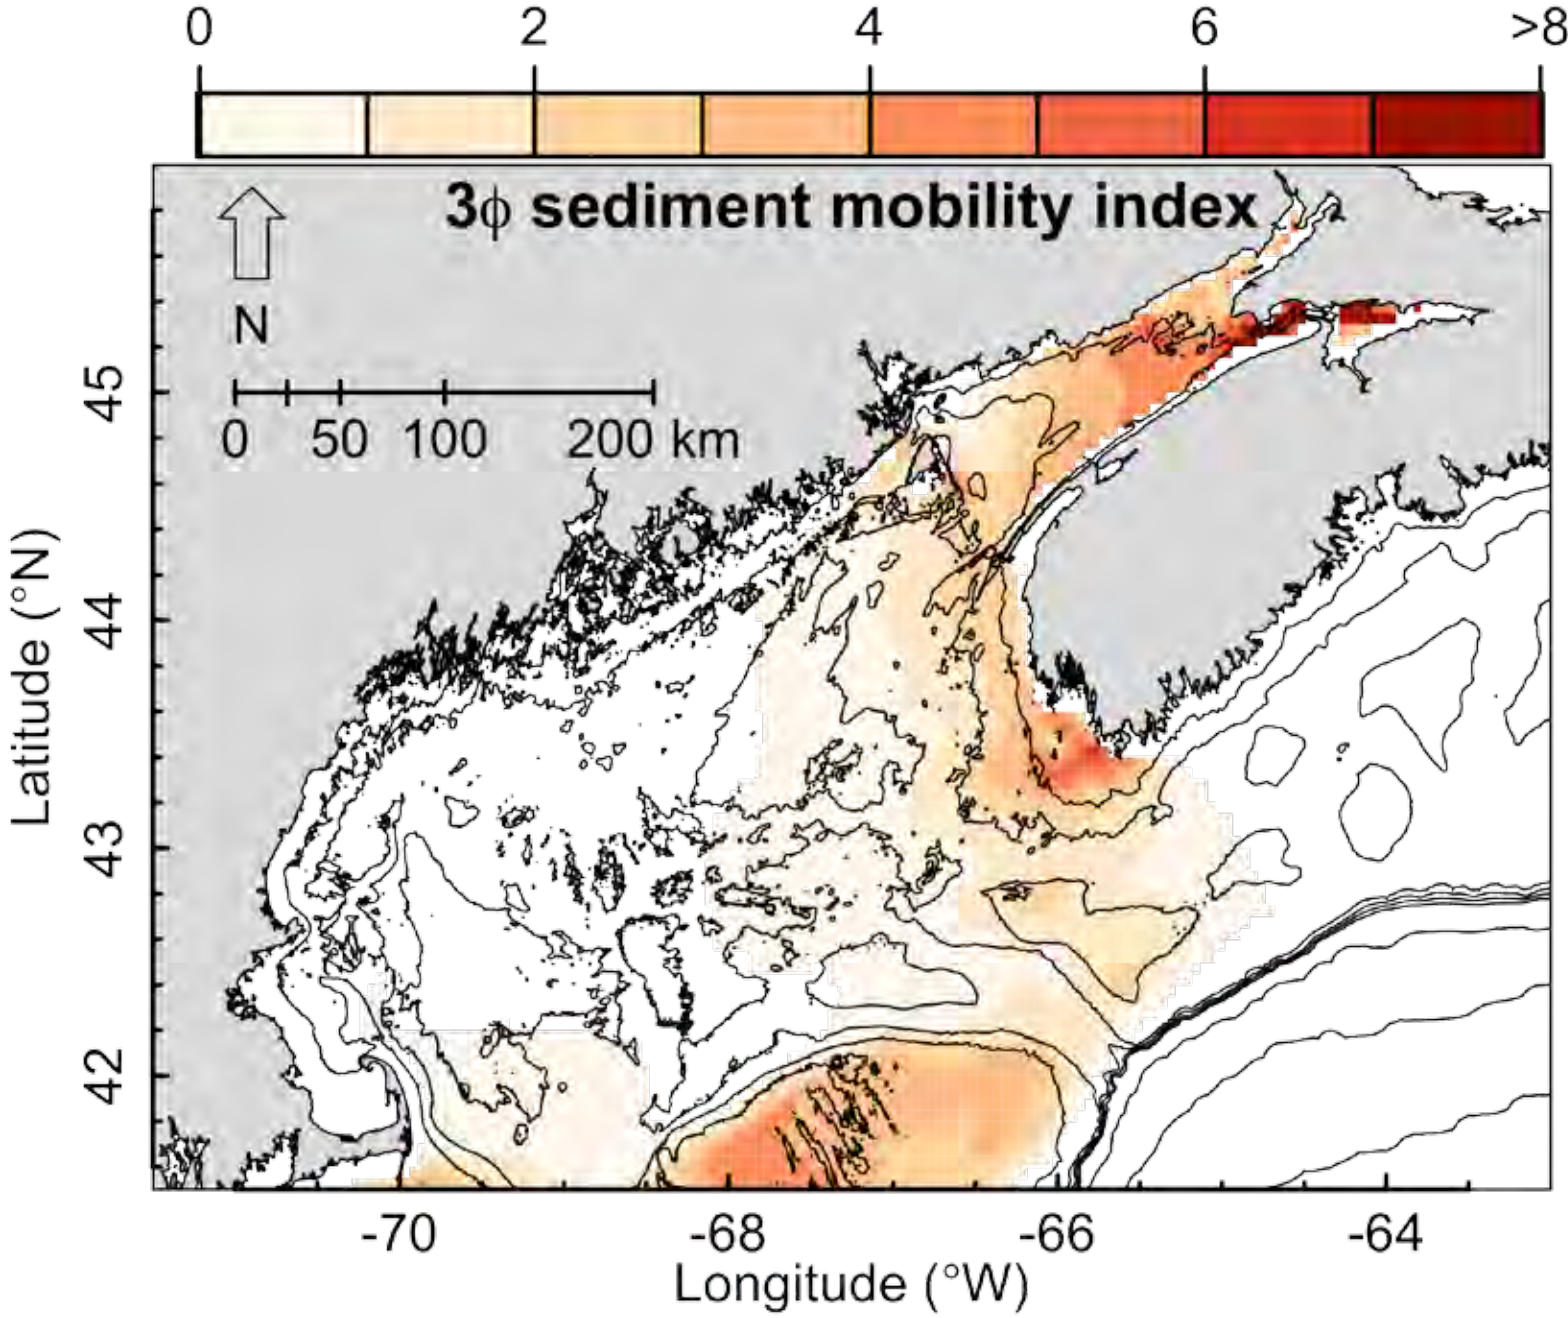 0 2 4 6 >8
3ϕ sediment mobility index
N
0 50 100 200 km
45
44
43
42
Latitude (°N)
-70 -68 -66 -64
Longitude (°W)